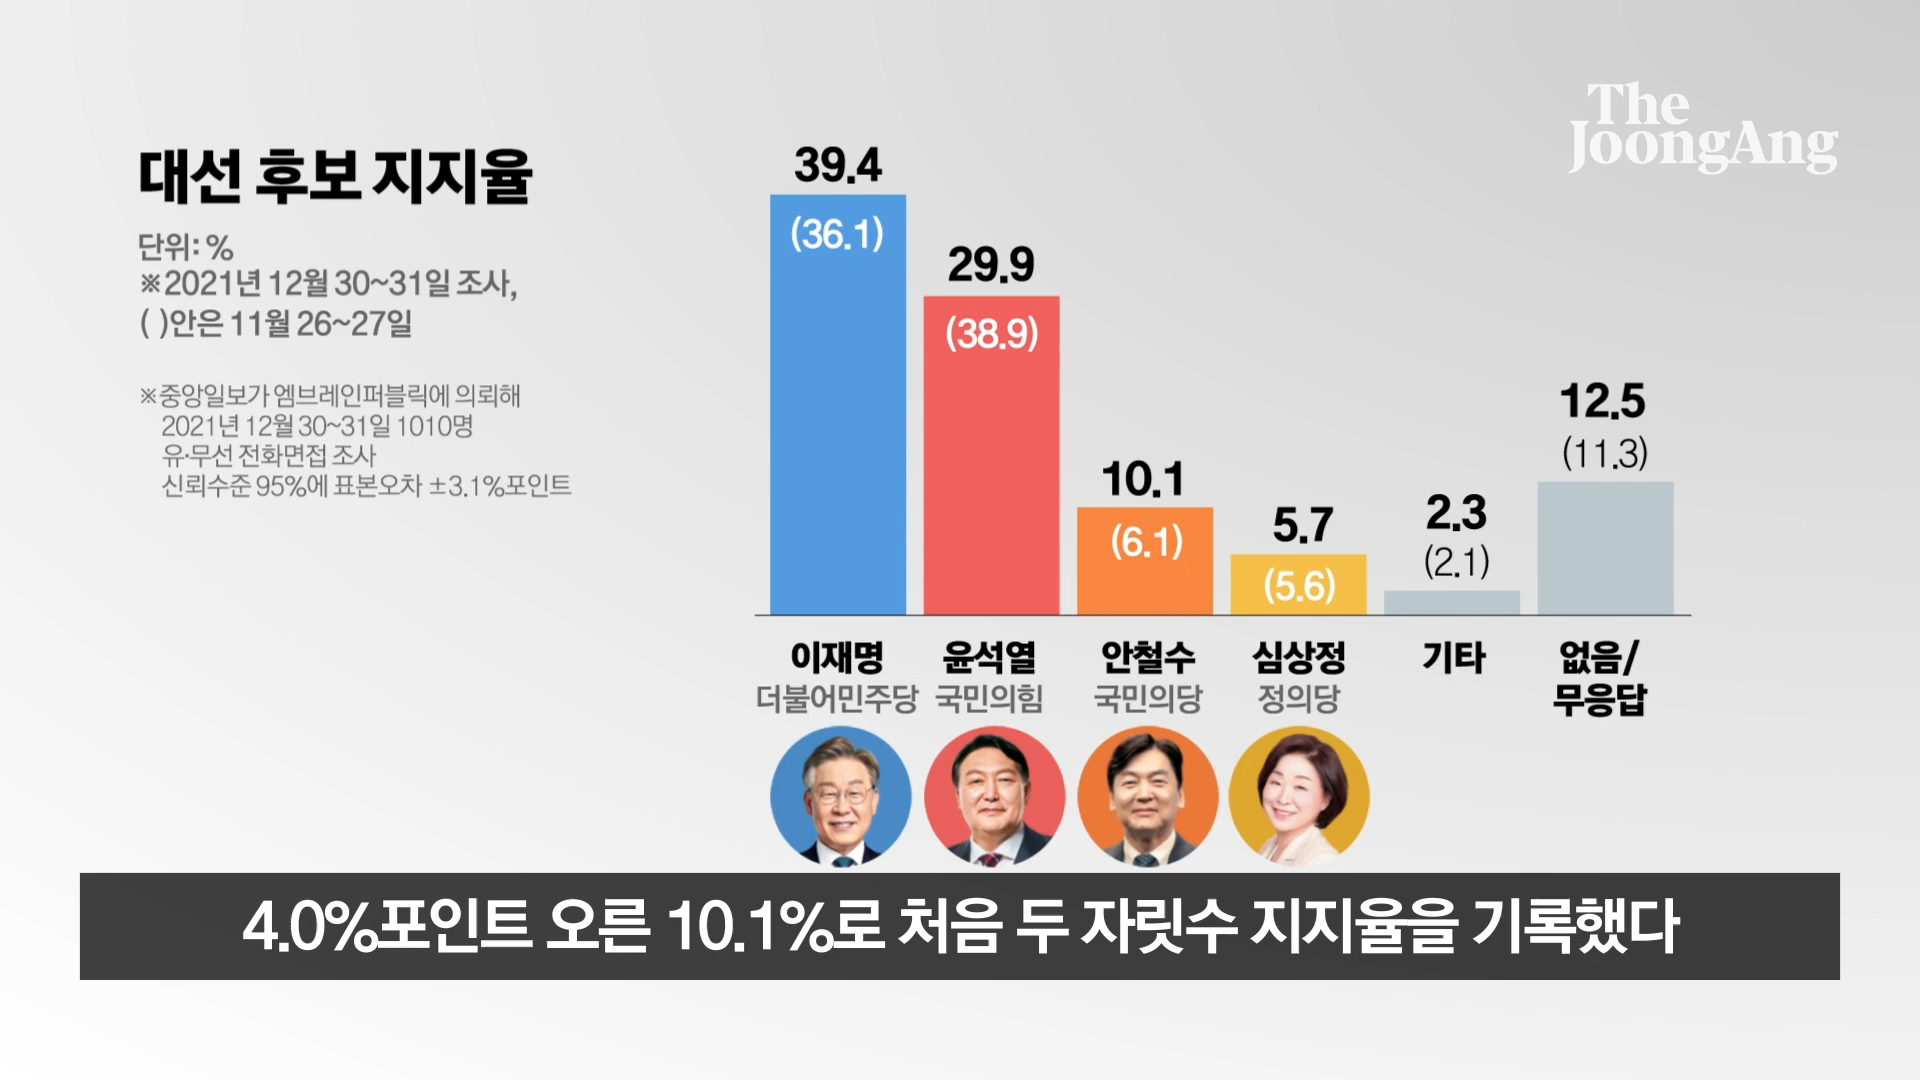 The
JoongAng
대선 후보 지지율
단위: %
※2021년 12월 30~31일 조사,
( )안은 11월 26~27일
※중앙일보가 엠브레인퍼블릭에 의뢰해
2021년 12월 30~31일 1010명
유·무선 전화면접 조사
신뢰수준 95%에 표본오차 ±3.1%포인트
39.4
(36.1)
29.9
(38.9)
10.1
(6.1)
5.7
(5.6)
2.3
(2.1)
12.5
(11.3)
이재명
더불어민주당
윤석열
국민의힘
안철수
국민의당
심상정
정의당
기타
없음/
무응답
4.0%포인트 오른 10.1%로 처음 두 자릿수 지지율을 기록했다